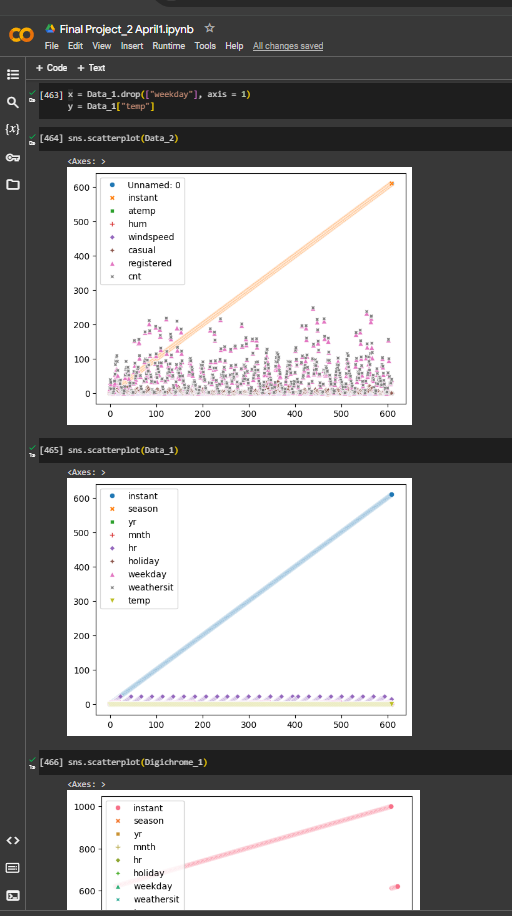 CO Final Project_2 April1.ipynb ☆
File Edit View Insert Runtime Tools Help All changes saved
+ Code + Text
[463] x = Data_1.drop(["weekday"], axis = 1)
y = Data_1["temp"]
[464] sns.scatterplot(Data_2)
<Axes: >
600
500
400
300
200
100
0
Unnamed: 0
instant
atemp
hum
windspeed
casual
registered
cnt
0 100 200 300 400 500 600
[465] sns.scatterplot(Data_1)
<Axes: >
600
500
400
300
200
100
0
instant
season
yr
mnth
hr
holiday
weekday
weathersit
temp
0 100 200 300 400 500 600
[466] sns.scatterplot(Digichrome_1)
<Axes: >
1000
800
600
instant
season
yr
mnth
hr
holiday
weekday
weathersit